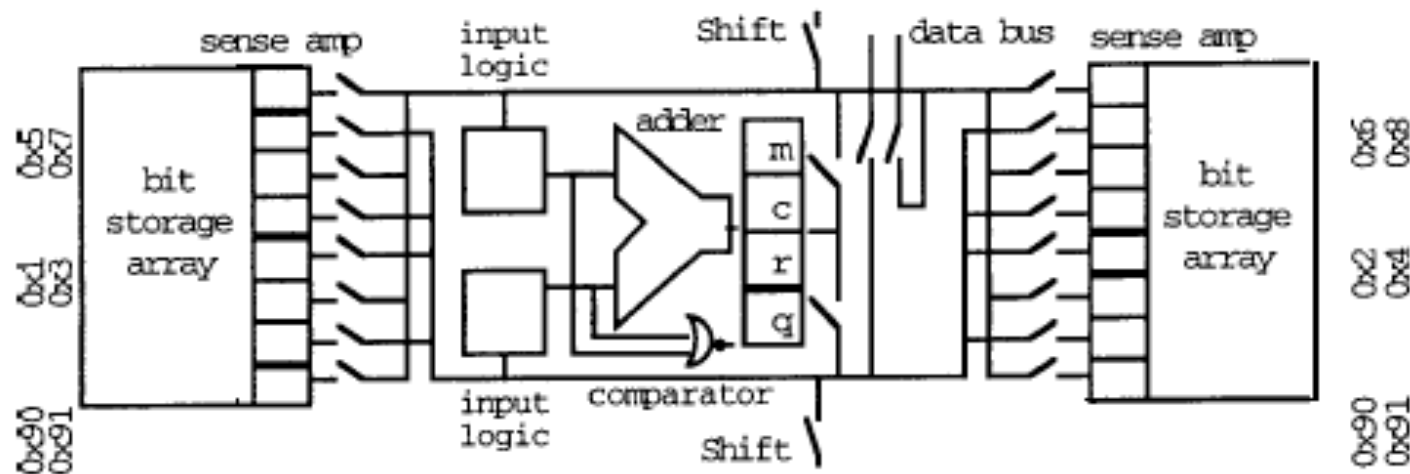 sense amp
input
logic
Shift
data bus
sense amp
0x5
0x7
bit
storage
array
0x1
0x3
0x90
0x91
adder
m
c
r
q
comparator
input
logic
Shift
bit
storage
array
0x6
0x8
0x2
0x4
0x90
0x91